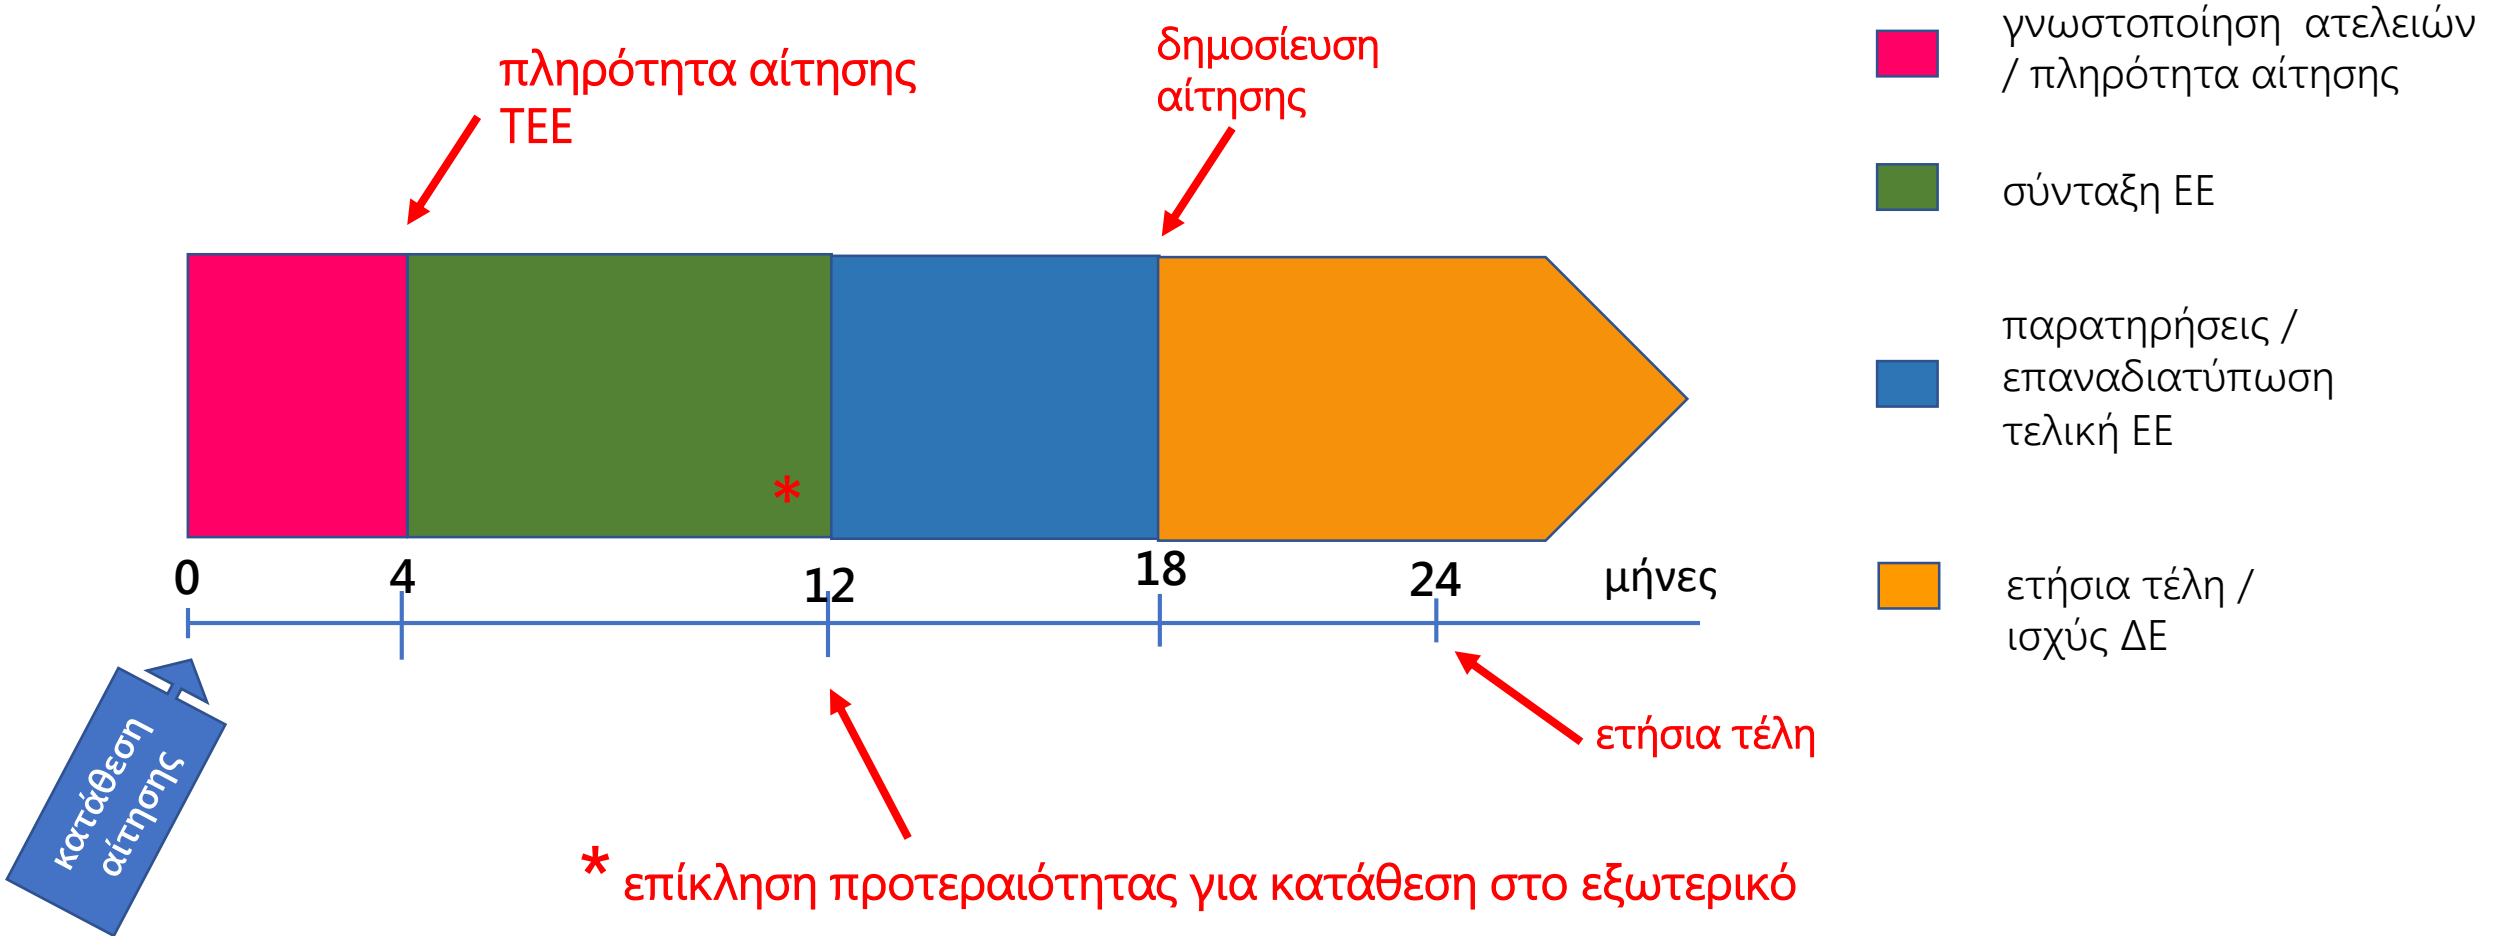 πληρότητα αίτησης
ΤΕΕ
δημοσίευση
αίτησης
γνωστοποίηση ατελειών
/ πληρότητα αίτησης
σύνταξη ΕΕ
παρατηρήσεις /
επαναδιατύπωση
τελική ΕΕ
ετήσια τέλη /
ισχύς ΔΕ
*
0
4
12
18
24
μήνες
κατάθεση
αίτησης
ετήσια τέλη
* επίκληση προτεραιότητας για κατάθεση στο εξωτερικό